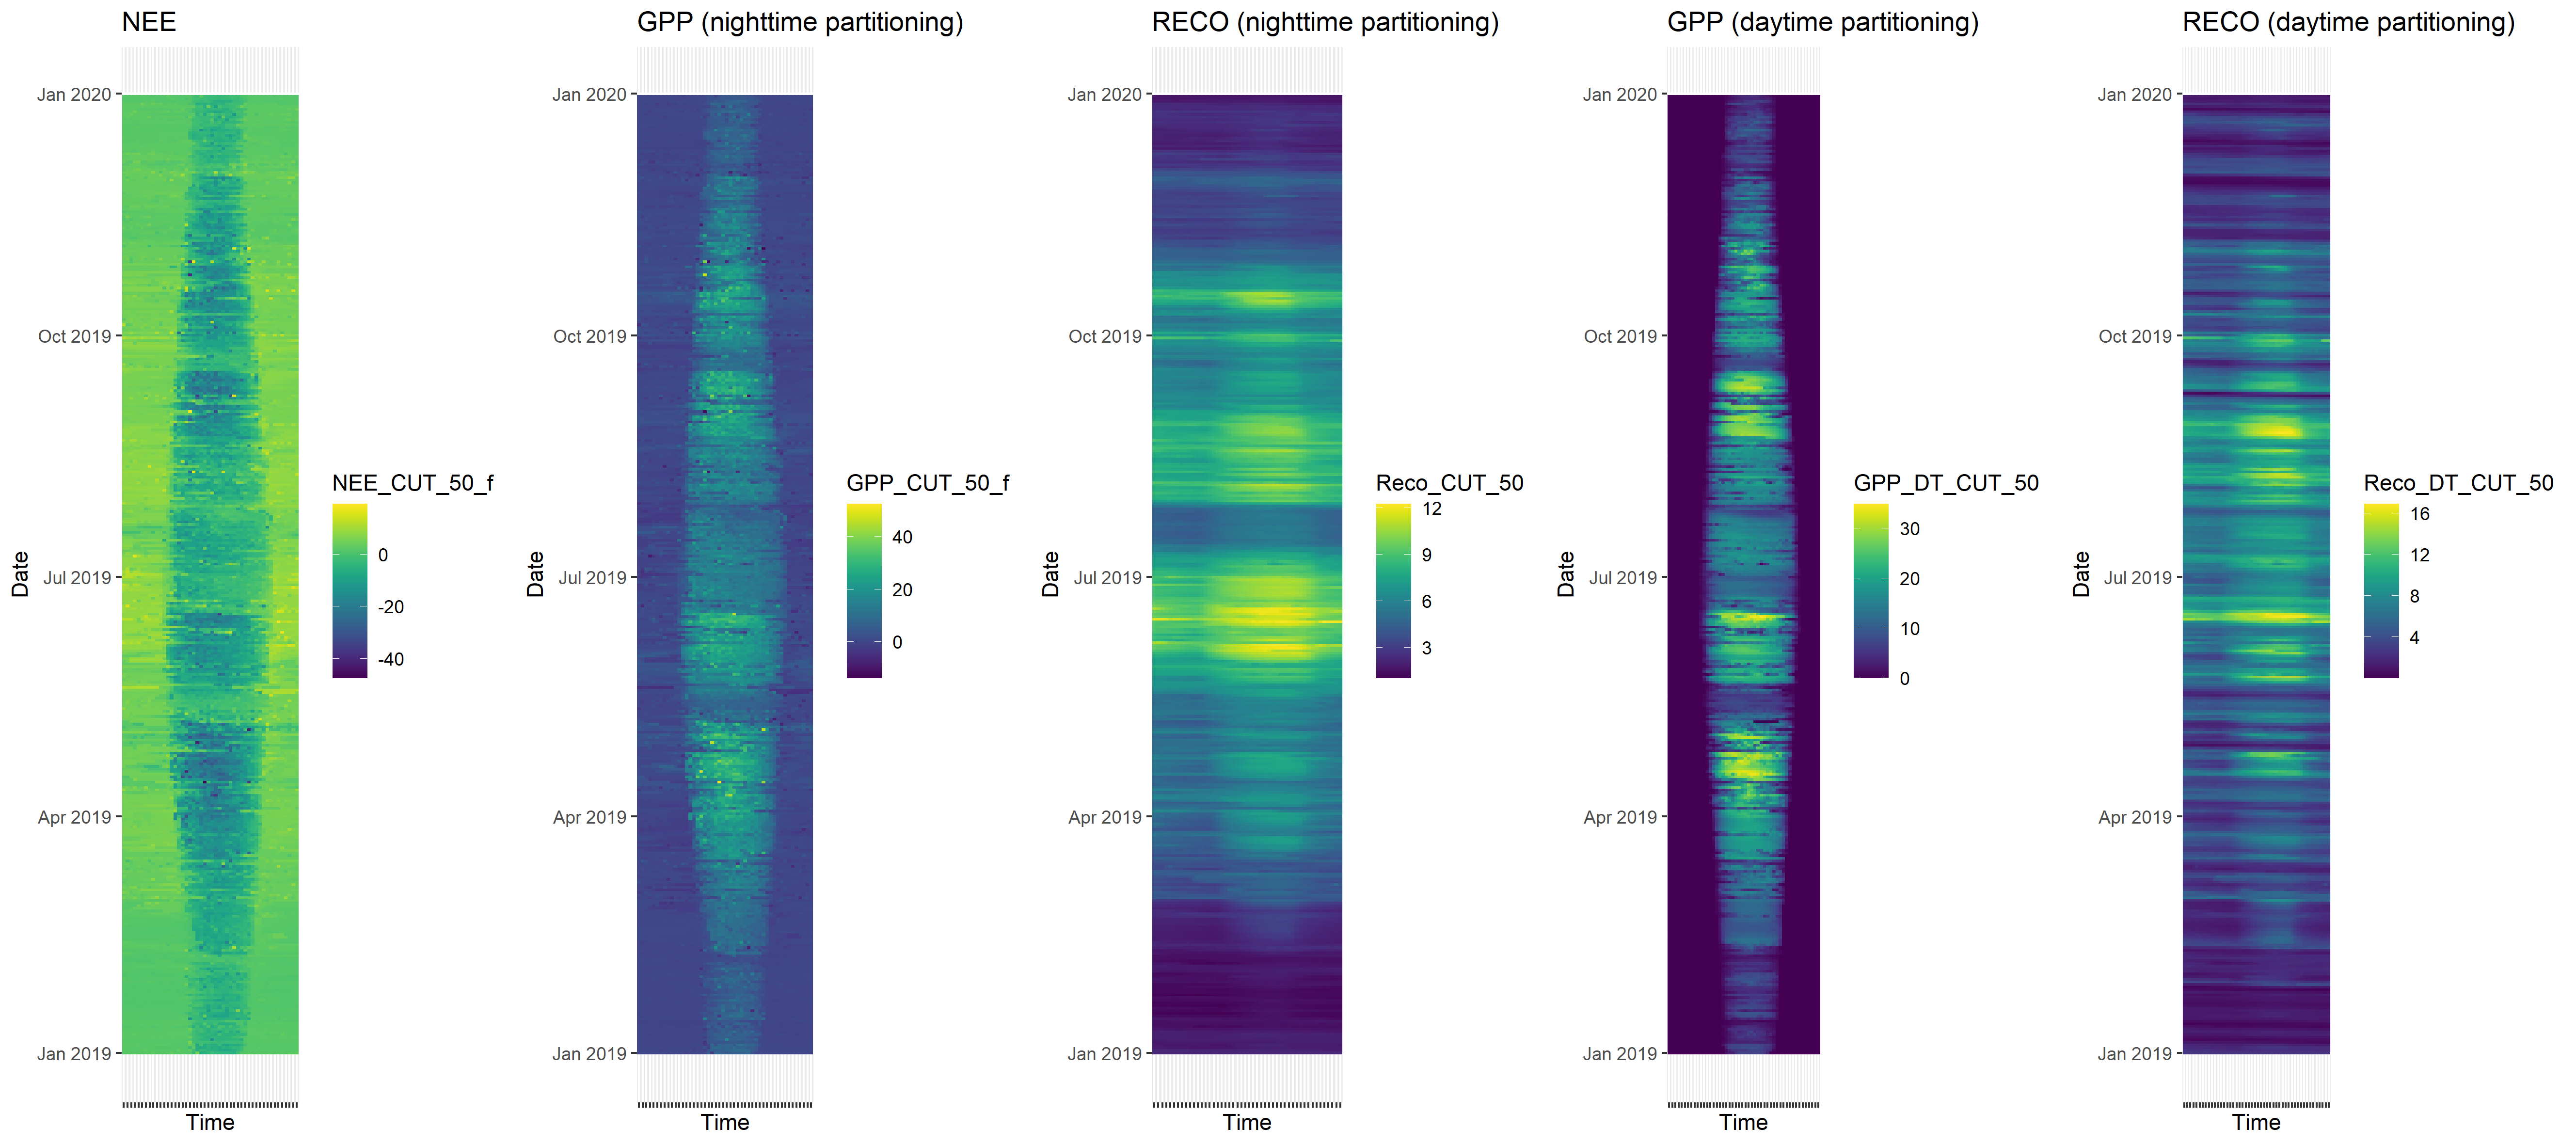 NEE
Jan 2020
Oct 2019
Jul 2019
Apr 2019
Jan 2019
Date
Time
NEE_CUT_50_f
0
-20
-40
GPP (nighttime partitioning)
Jan 2020
Oct 2019
Jul 2019
Apr 2019
Jan 2019
Date
Time
GPP_CUT_50_f
40
20
0
RECO (nighttime partitioning)
Jan 2020
Oct 2019
Jul 2019
Apr 2019
Jan 2019
Date
Time
Reco_CUT_50
12
9
6
3
GPP (daytime partitioning)
Jan 2020
Oct 2019
Jul 2019
Apr 2019
Jan 2019
Date
Time
GPP_DT_CUT_50
30
20
10
0
RECO (daytime partitioning)
Jan 2020
Oct 2019
Jul 2019
Apr 2019
Jan 2019
Date
Time
Reco_DT_CUT_50
16
12
8
4